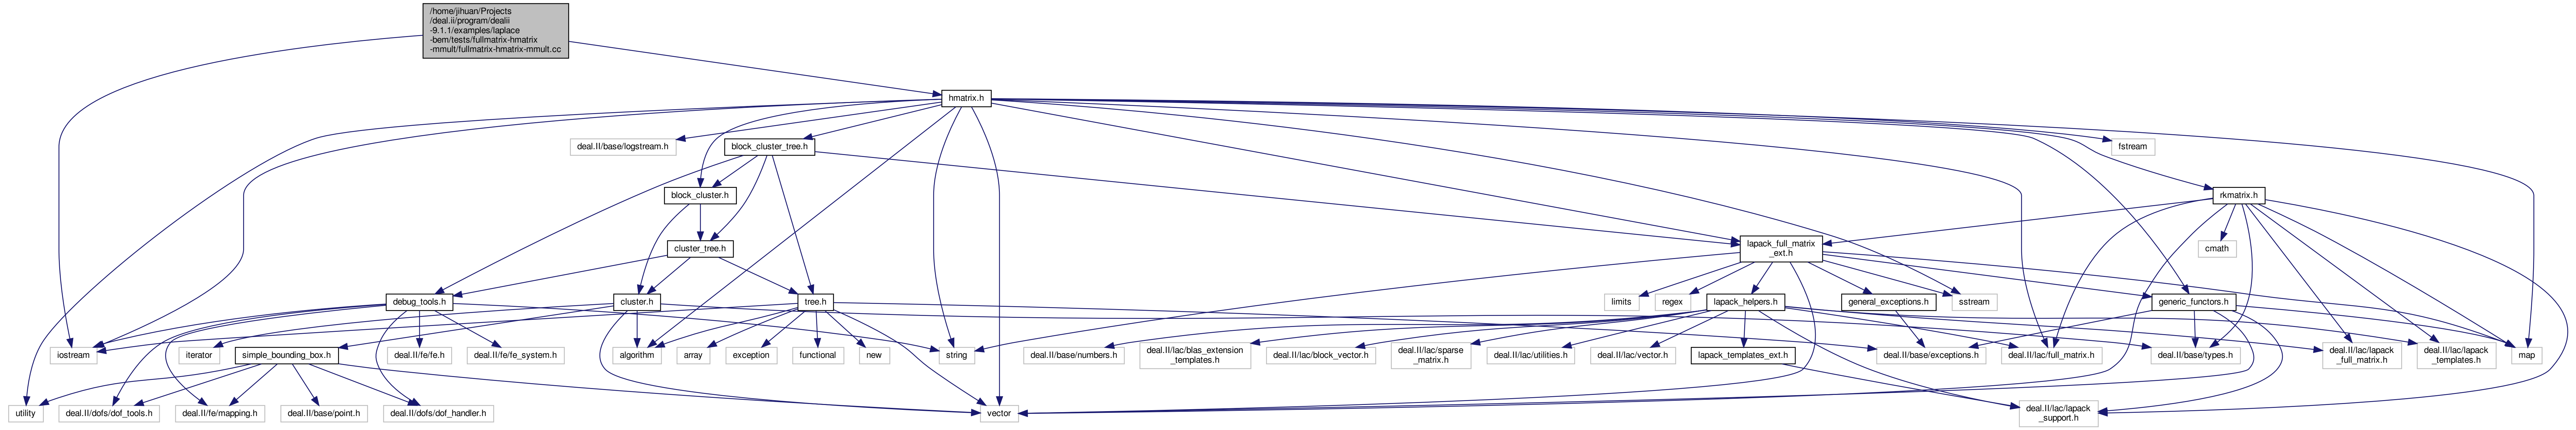 /home/jihuan/Projects
/deal.ii/program/dealii
-9.1.1/examples/laplace
-bem/tests/fullmatrix-hmatrix
-mmult/fullmatrix-hmatrix-mmult.cc
hmatrix.h
deal.II/base/logstream.h
block_cluster_tree.h
fstream
block_cluster.h
rkmatrix.h
cluster_tree.h
lapack_full_matrix
_ext.h
cmath
debug_tools.h
cluster.h
tree.h
limits
regex
lapack_helpers.h
general_exceptions.h
sstream
generic_functors.h
iostream
iterator
simple_bounding_box.h
deal.II/fe/fe.h
deal.II/fe/fe_system.h
algorithm
array
exception
functional
new
string
deal.II/base/numbers.h
deal.II/lac/blas_extension
_templates.h
deal.II/lac/block_vector.h
deal.II/lac/sparse
_matrix.h
deal.II/lac/utilities.h
deal.II/lac/vector.h
lapack_templates_ext.h
deal.II/base/exceptions.h
deal.II/lac/full_matrix.h
deal.II/base/types.h
deal.II/lac/lapack
_full_matrix.h
deal.II/lac/lapack
_templates.h
map
utility
deal.II/dofs/dof_tools.h
deal.II/fe/mapping.h
deal.II/base/point.h
deal.II/dofs/dof_handler.h
vector
deal.II/lac/lapack
_support.h